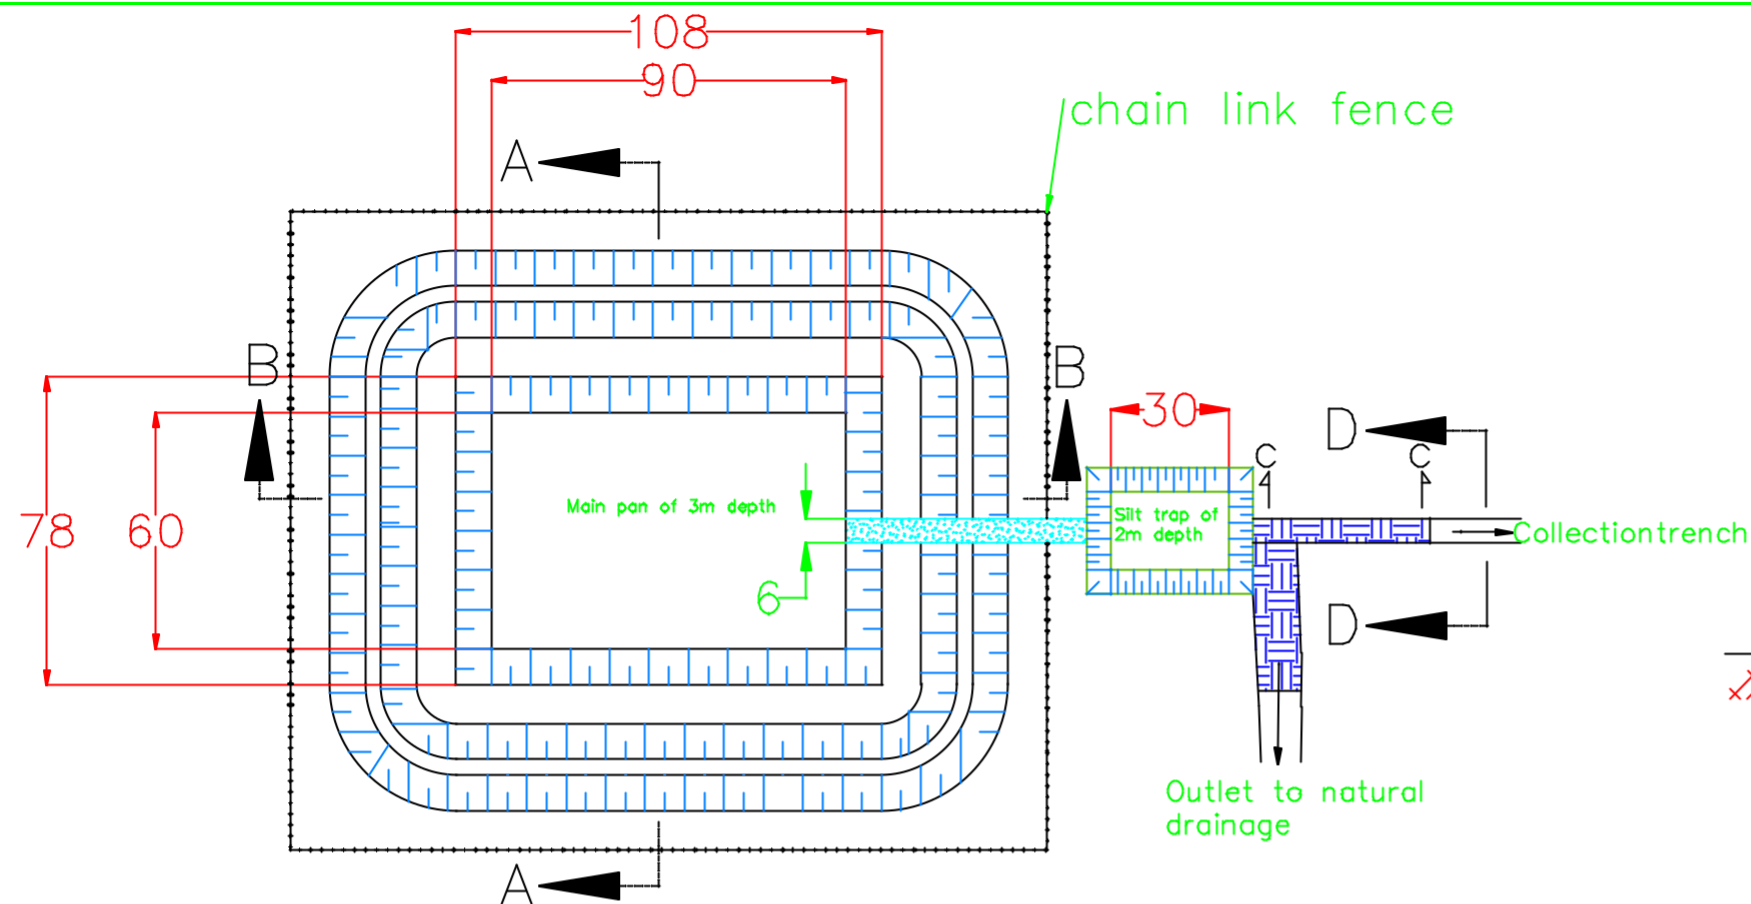 108
90
chain link fence
A
B
B
30
D
C
C
Main pan of 3m depth
Silt trap of
2m depth
78
60
Collectiontrench
6
D
Outlet to natural
drainage
A